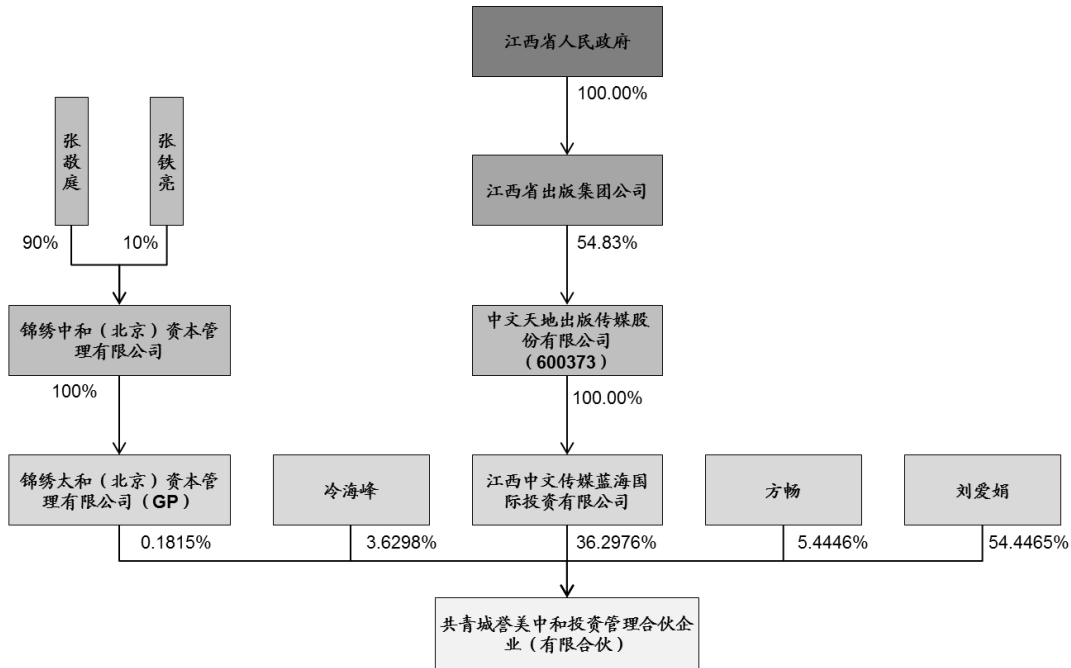 江西省人民政府
100.00%
张敬庭
张铁亮
江西省出版集团公司
90%
10%
54.83%
锦绣中和（北京）资本管
理有限公司
中文天地出版传媒股
份有限公司
（600373）
100%
100.00%
锦绣太和（北京）资本管
理有限公司（GP）
冷海峰
江西中文传媒蓝海国
际投资有限公司
方畅
刘爱娟
0.1815%
3.6298%
36.2976%
5.4446%
54.4465%
共青城誉美中和投资管理合伙企
业（有限合伙）